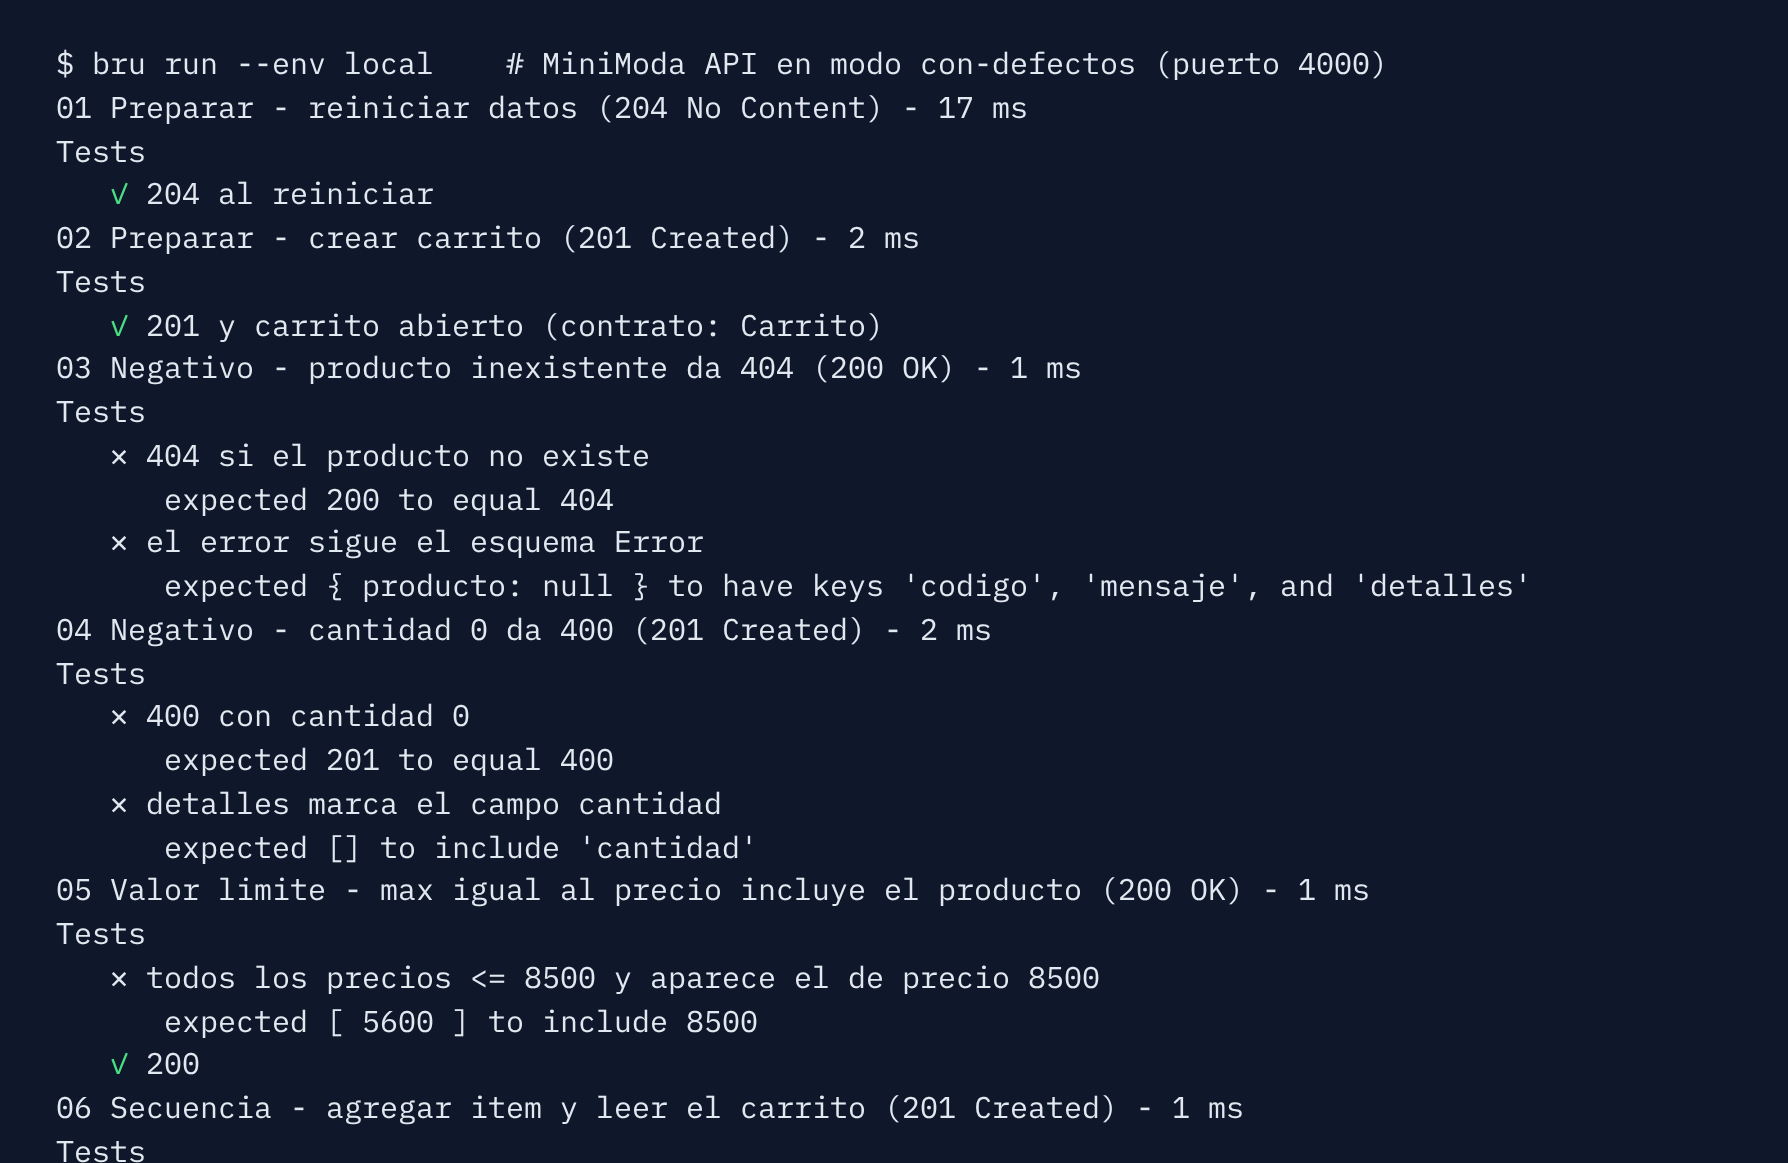 $ bru run --env local    # MiniModa API en modo con-defectos (puerto 4000)
01 Preparar - reiniciar datos (204 No Content) - 17 ms
Tests
   √ 204 al reiniciar
02 Preparar - crear carrito (201 Created) - 2 ms
Tests
   √ 201 y carrito abierto (contrato: Carrito)
03 Negativo - producto inexistente da 404 (200 OK) - 1 ms
Tests
   × 404 si el producto no existe
      expected 200 to equal 404
   × el error sigue el esquema Error
      expected { producto: null } to have keys 'codigo', 'mensaje', and 'detalles'
04 Negativo - cantidad 0 da 400 (201 Created) - 2 ms
Tests
   × 400 con cantidad 0
      expected 201 to equal 400
   × detalles marca el campo cantidad
      expected [] to include 'cantidad'
05 Valor limite - max igual al precio incluye el producto (200 OK) - 1 ms
Tests
   × todos los precios <= 8500 y aparece el de precio 8500
      expected [ 5600 ] to include 8500
   √ 200
06 Secuencia - agregar item y leer el carrito (201 Created) - 1 ms
Tests